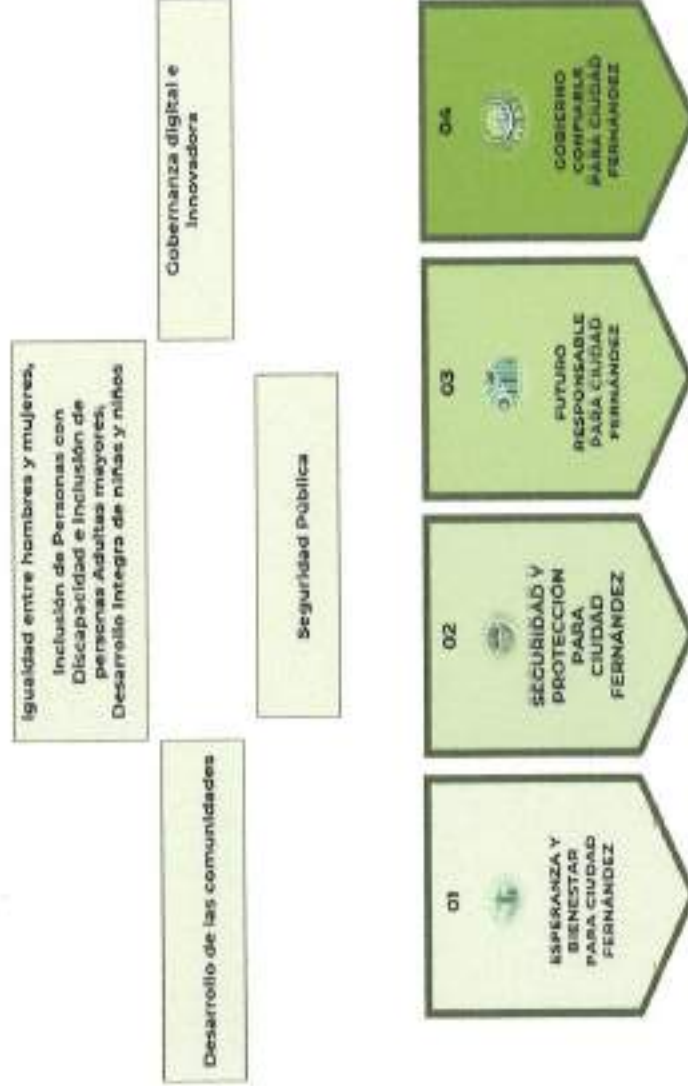 Igualdad entre hombres y mujeres,
Inclusión de Personas con
Discapacidad e Inclusión de
personas Adultas mayores,
Desarrollo Integra de niñas y niños
Desarrollo de las comunidades
Gobernanza digital e
Innovadora
Seguridad Pública
01
ESPERANZA Y
BIENESTAR
PARA CIUDAD
FERNÁNDEZ
02
SEGURIDAD Y
PROTECCIÓN
PARA
CIUDAD
FERNÁNDEZ
03
FUTURO
RESPONSABLE
PARA CIUDAD
FERNÁNDEZ
04
GOBIERNO
CONFIABLE
PARA CIUDAD
FERNÁNDEZ